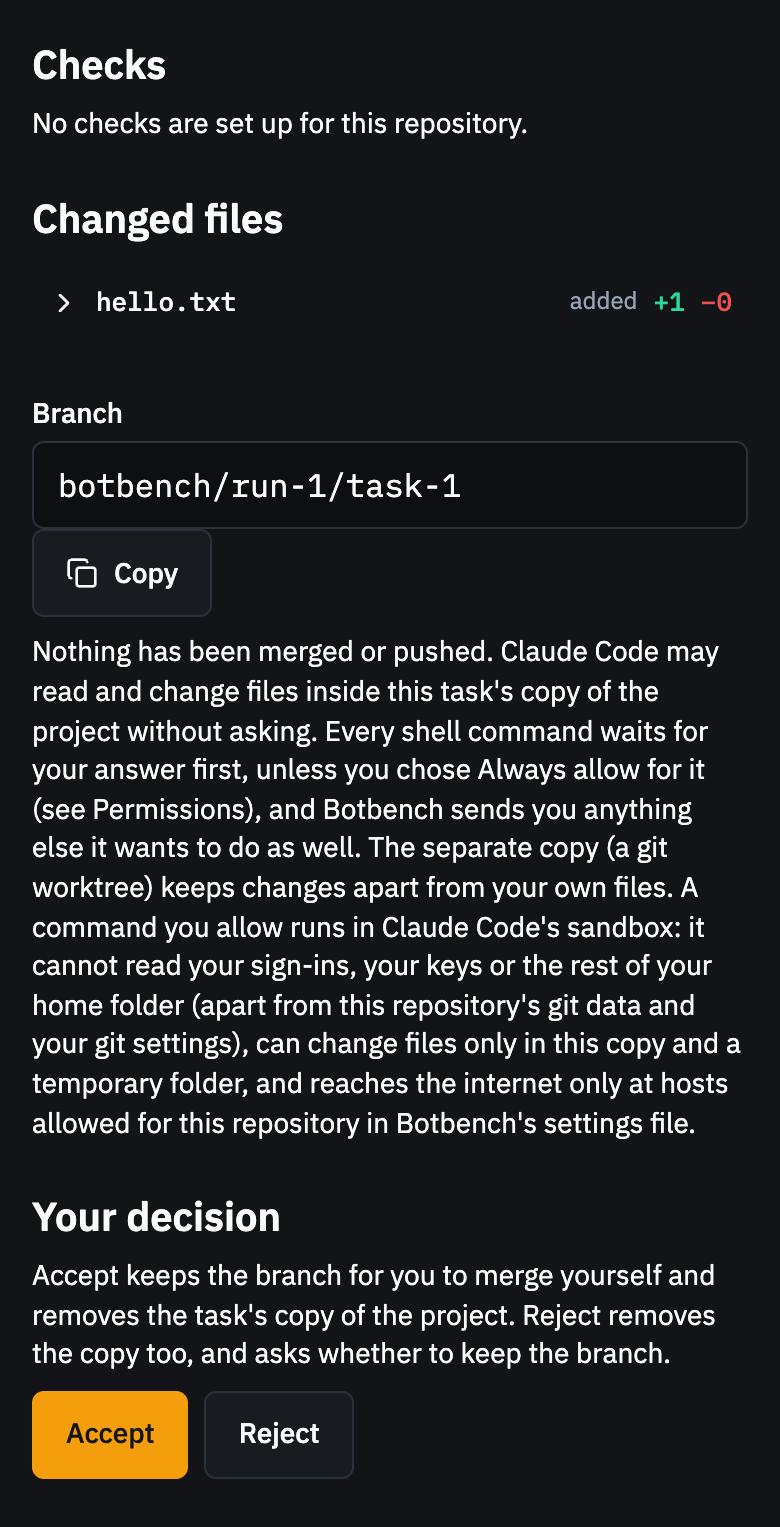 Checks
No checks are set up for this repository.
Changed files
hello.txt added +1 −0
Branch
botbench/run-1/task-1
Copy
Nothing has been merged or pushed. Claude Code may
read and change files inside this task's copy of the
project without asking. Every shell command waits for
your answer first, unless you chose Always allow for it
(see Permissions), and Botbench sends you anything
else it wants to do as well. The separate copy (a git
worktree) keeps changes apart from your own files. A
command you allow runs in Claude Code's sandbox: it
cannot read your sign-ins, your keys or the rest of your
home folder (apart from this repository's git data and
your git settings), can change files only in this copy and a
temporary folder, and reaches the internet only at hosts
allowed for this repository in Botbench's settings file.
Your decision
Accept keeps the branch for you to merge yourself and
removes the task's copy of the project. Reject removes
the copy too, and asks whether to keep the branch.
Accept Reject